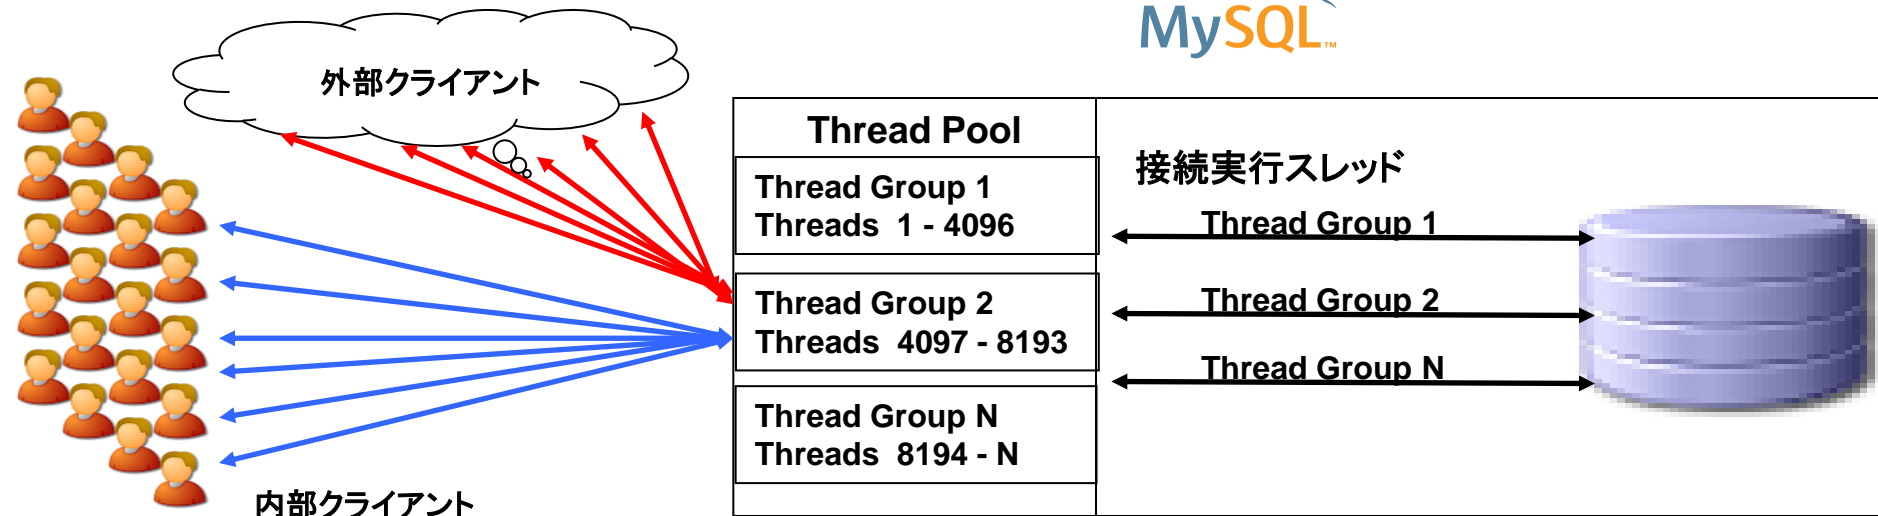 MySQL™
外部クライアント
Thread Pool
Thread Group 1
Threads 1 - 4096
Thread Group 2
Threads 4097 - 8193
Thread Group N
Threads 8194 - N
接続実行スレッド
Thread Group 1
Thread Group 2
Thread Group N
内部クライアント